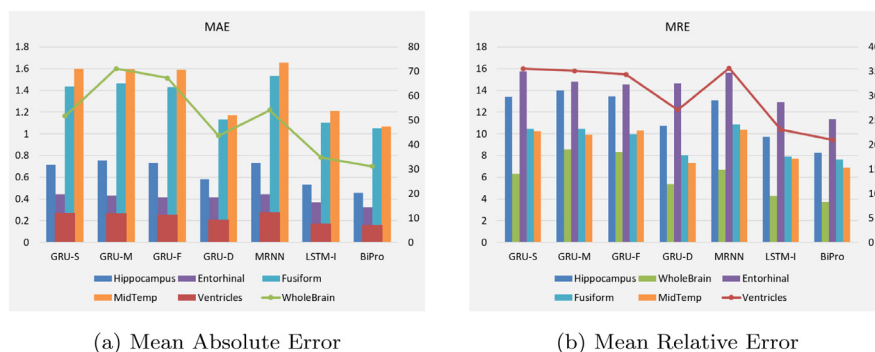 MAE
1.8
1.6
1.4
1.2
1
0.8
0.6
0.4
0.2
0
80
70
60
50
40
30
20
10
0
GRU-S GRU-M GRU-F GRU-D MRNN LSTM-I BiPro
Hippocampus Entorhinal Fusiform
MidTemp Ventricles WholeBrain
(a) Mean Absolute Error
MRE
18
16
14
12
10
8
6
4
2
0
GRU-S GRU-M GRU-F GRU-D MRNN LSTM-I BiPro
Hippocampus WholeBrain Entorhinal
Fusiform MidTemp Ventricles
(b) Mean Relative Error